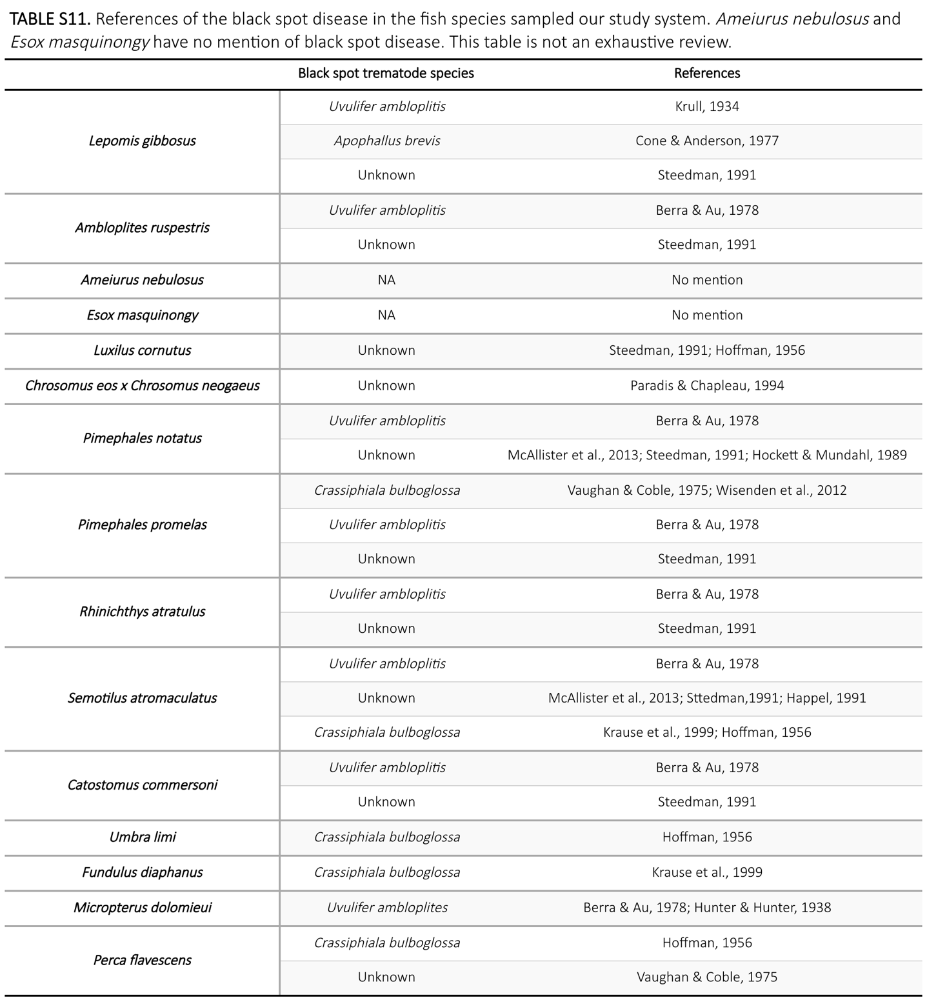 TABLE S11. References of the black spot disease in the fish species sampled our study system. Ameiurus nebulosus and
Esox masquinongy have no mention of black spot disease. This table is not an exhaustive review.
Black spot trematode species References
Lepomis gibbosus
Uvulifer ambloplitis Krull, 1934
Apophallus brevis Cone & Anderson, 1977
Unknown Steedman, 1991
Ambloplites ruspestris
Uvulifer ambloplitis Berra & Au, 1978
Unknown Steedman, 1991
Ameiurus nebulosus NA No mention
Esox masquinongy NA No mention
Luxilus cornutus Unknown Steedman, 1991; Hoffman, 1956
Chrosomus eos x Chrosomus neogaeus Unknown Paradis & Chapleau, 1994
Pimephales notatus
Uvulifer ambloplitis Berra & Au, 1978
Unknown McAllister et al., 2013; Steedman, 1991; Hockett & Mundahl, 1989
Pimephales promelas
Crassiphiala bulboglossa Vaughan & Coble, 1975; Wisenden et al., 2012
Uvulifer ambloplitis Berra & Au, 1978
Unknown Steedman, 1991
Rhinichthys atratulus
Uvulifer ambloplitis Berra & Au, 1978
Unknown Steedman, 1991
Semotilus atromaculatus
Uvulifer ambloplitis Berra & Au, 1978
Unknown McAllister et al., 2013; Sttedman,1991; Happel, 1991
Crassiphiala bulboglossa Krause et al., 1999; Hoffman, 1956
Catostomus commersoni
Uvulifer ambloplitis Berra & Au, 1978
Unknown Steedman, 1991
Umbra limi Crassiphiala bulboglossa Hoffman, 1956
Fundulus diaphanus Crassiphiala bulboglossa Krause et al., 1999
Micropterus dolomieui Uvulifer ambloplites Berra & Au, 1978; Hunter & Hunter, 1938
Perca flavescens
Crassiphiala bulboglossa Hoffman, 1956
Unknown Vaughan & Coble, 1975